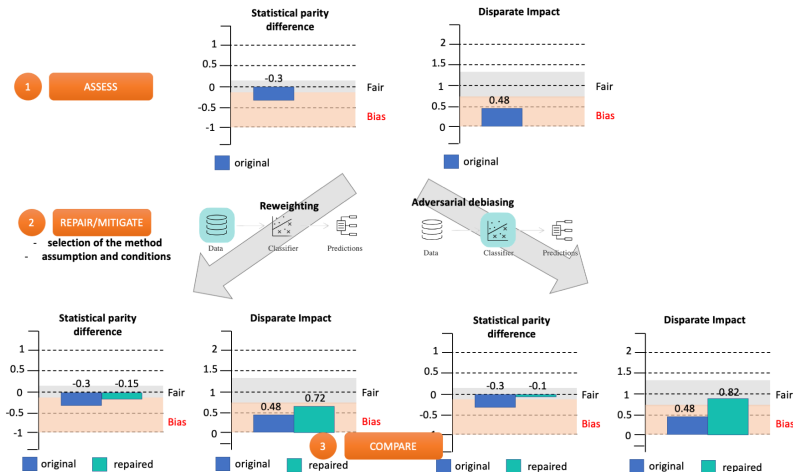 Statistical parity
difference
Disparate Impact
1
0.5
0
-0.5
-1
-0.3
Fair
Bias
original
2
1.5
1
0.5
0
0.48
Fair
Bias
original
1 ASSESS
2 REPAIR/MITIGATE
- selection of the method
- assumption and conditions
Reweighting
Data Classifier Predictions
Adversarial debiasing
Data Classifier Predictions
Statistical parity
difference
1
0.5
0
-0.5
-1
-0.3 -0.15
Fair
Bias
original repaired
Disparate Impact
2
1.5
1
0.5
0
0.48 0.72
Fair
Bias
original repaired
3 COMPARE
Statistical parity
difference
1
0.5
0
-0.5
-1
-0.3 -0.1
Fair
Bias
original repaired
Disparate Impact
2
1.5
1
0.5
0
0.48 0.82
Fair
Bias
original repaired